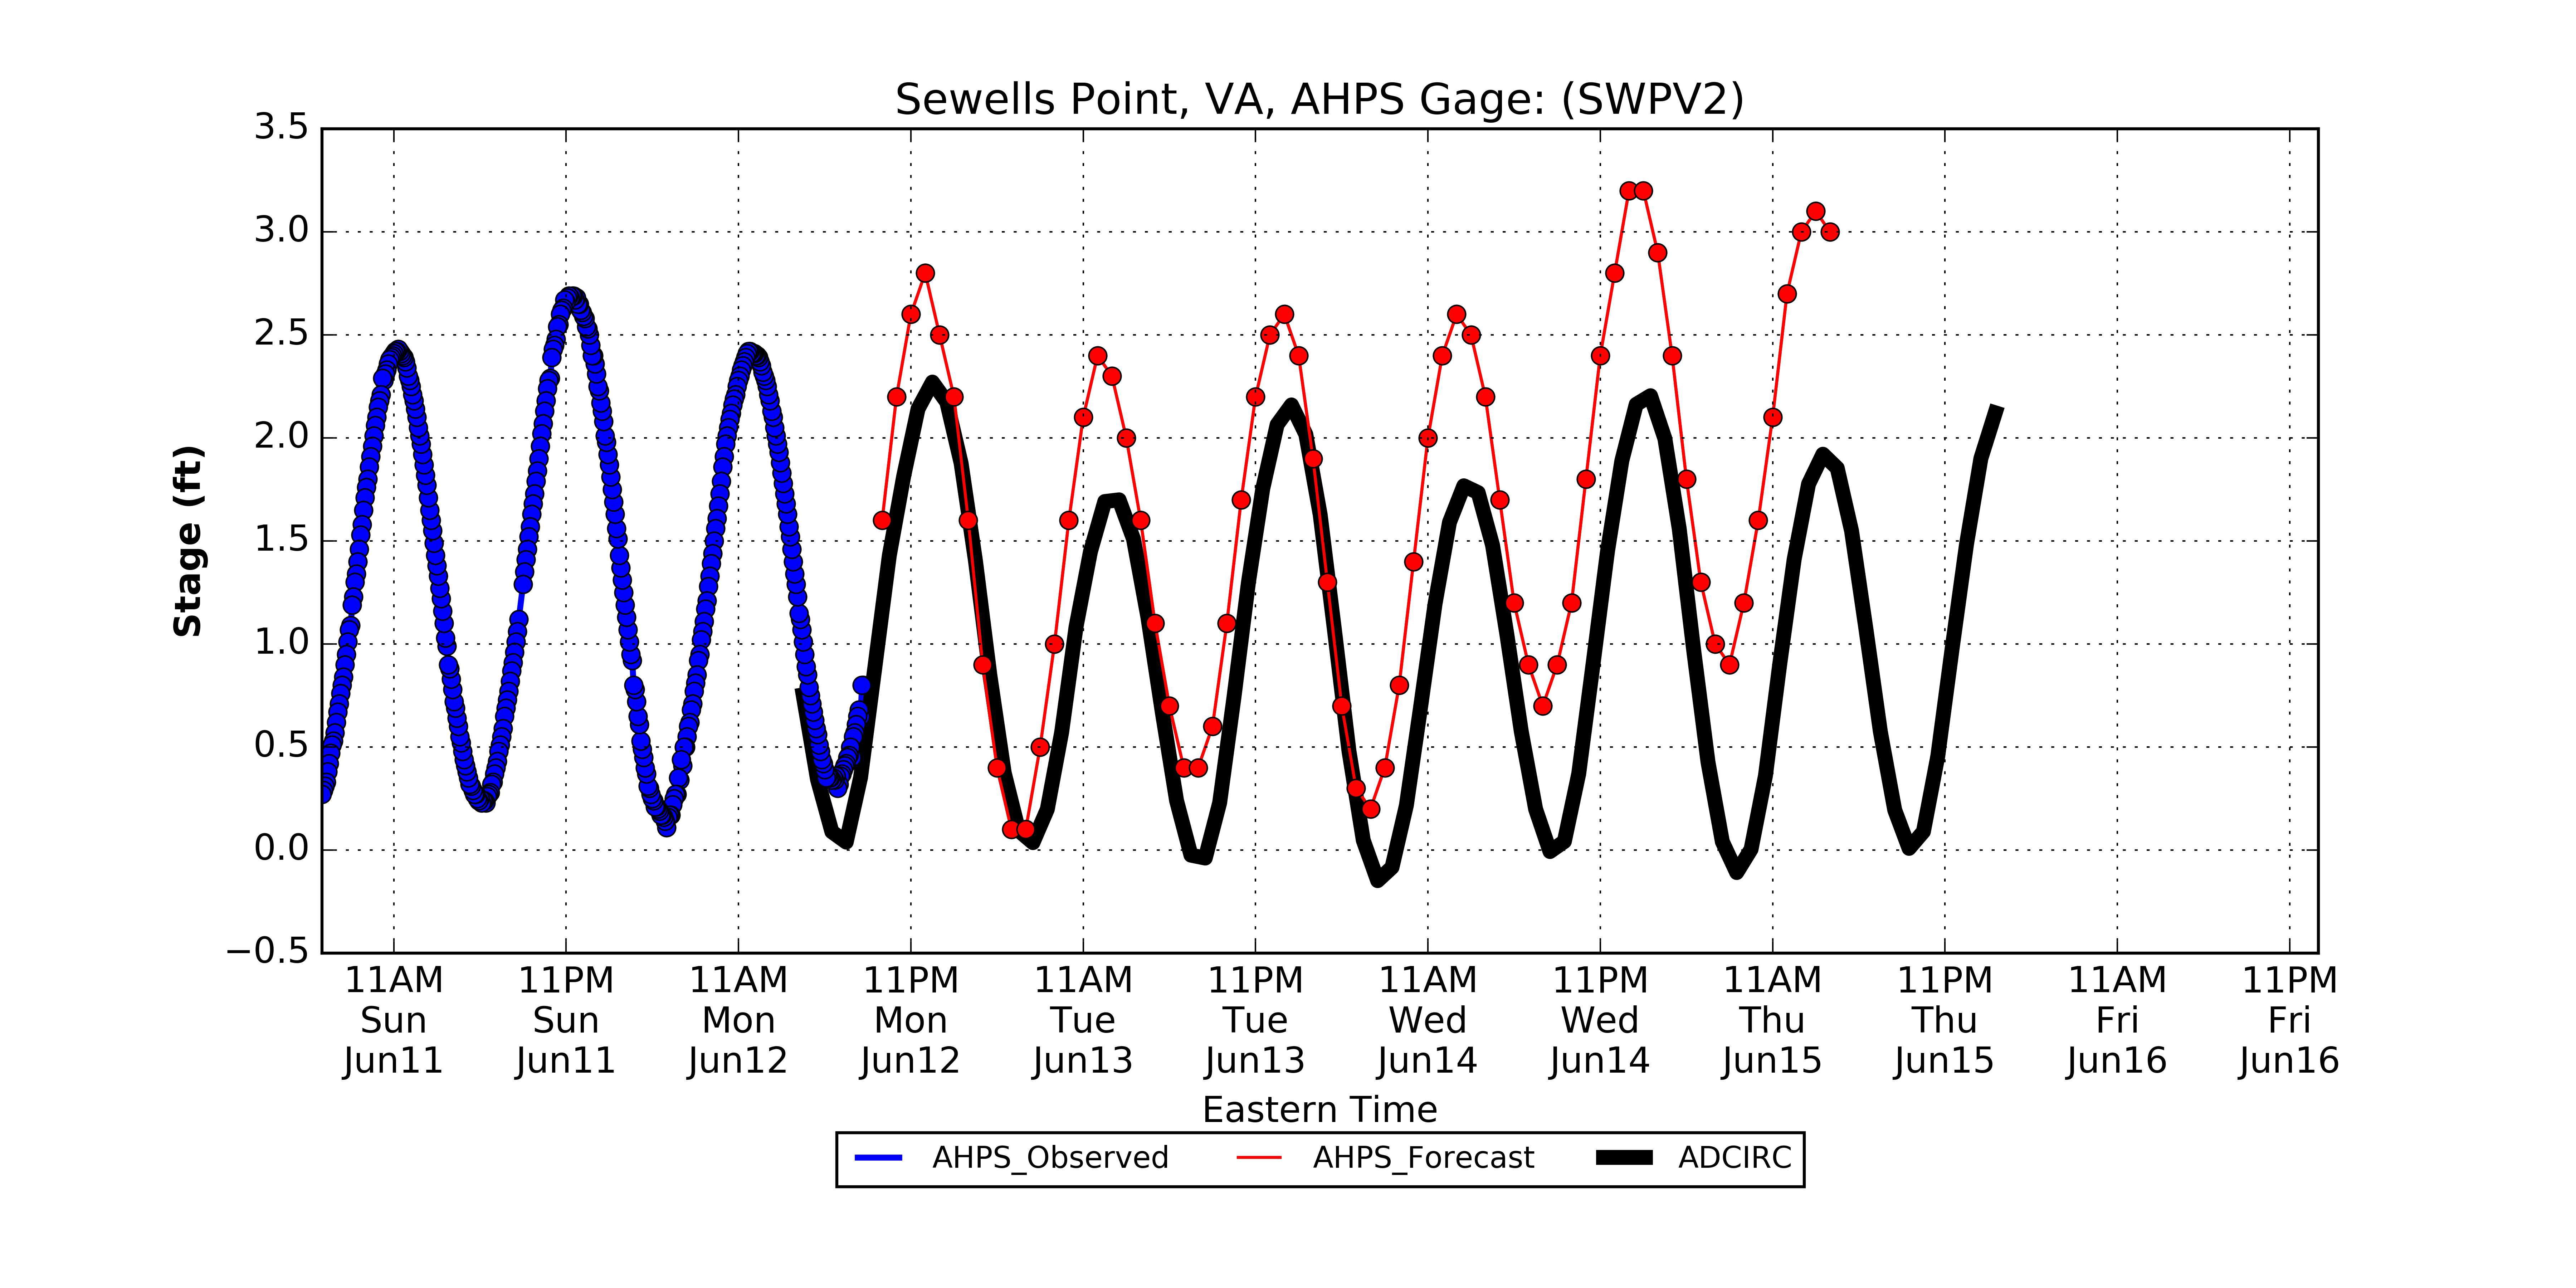 Sewells Point, VA, AHPS Gage: (SWPV2)
Stage (ft)
3.5
3.0
2.5
2.0
1.5
1.0
0.5
0.0
−0.5
11AM 11PM 11AM 11PM 11AM 11PM 11AM 11PM 11AM 11PM 11AM 11PM
Sun Sun Mon Mon Tue Tue Wed Wed Thu Thu Fri Fri
Jun11 Jun11 Jun12 Jun12 Jun13 Jun13 Jun14 Jun14 Jun15 Jun15 Jun16 Jun16
Eastern Time
AHPS_Observed AHPS_Forecast ADCIRC